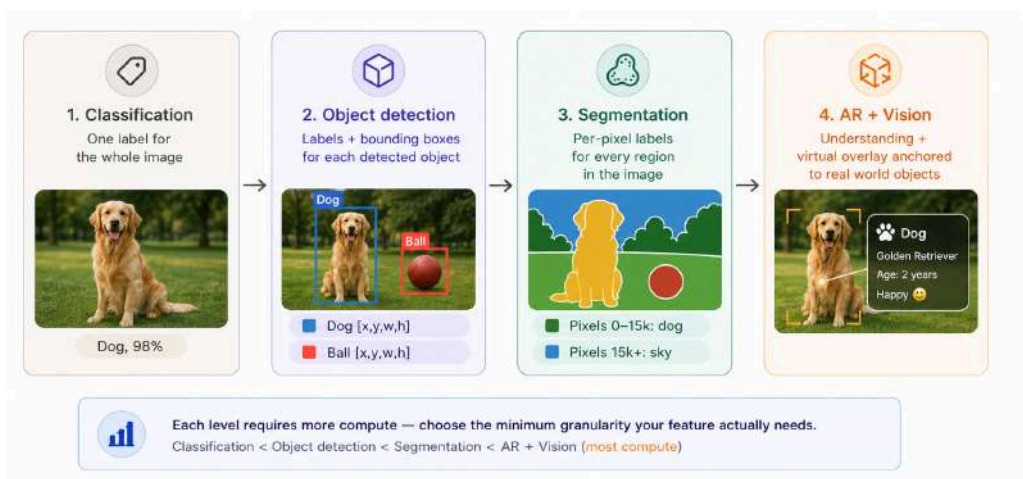 1. Classification
One label for
the whole image
Dog, 98%
2. Object detection
Labels + bounding boxes
for each detected object
Dog
Ball
Dog [x,y,w,h]
Ball [x,y,w,h]
3. Segmentation
Per-pixel labels
for every region
in the image
Pixels 0–15k: dog
Pixels 15k+: sky
4. AR + Vision
Understanding +
virtual overlay anchored
to real world objects
Dog
Golden Retriever
Age: 2 years
Happy 😃
Each level requires more compute — choose the minimum granularity your feature actually needs.
Classification < Object detection < Segmentation < AR + Vision (most compute)